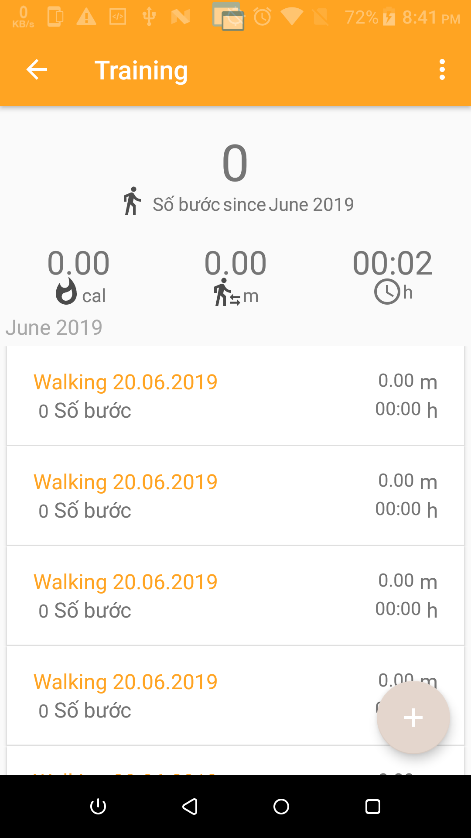 0 KB/s 72% 8:41 PM
Training
0
Số bước since June 2019
0.00 0.00 00:02
cal m h
June 2019
Walking 20.06.2019 0.00 m
0 Số bước 00:00 h
Walking 20.06.2019 0.00 m
0 Số bước 00:00 h
Walking 20.06.2019 0.00 m
0 Số bước 00:00 h
Walking 20.06.2019 0.00 m
0 Số bước